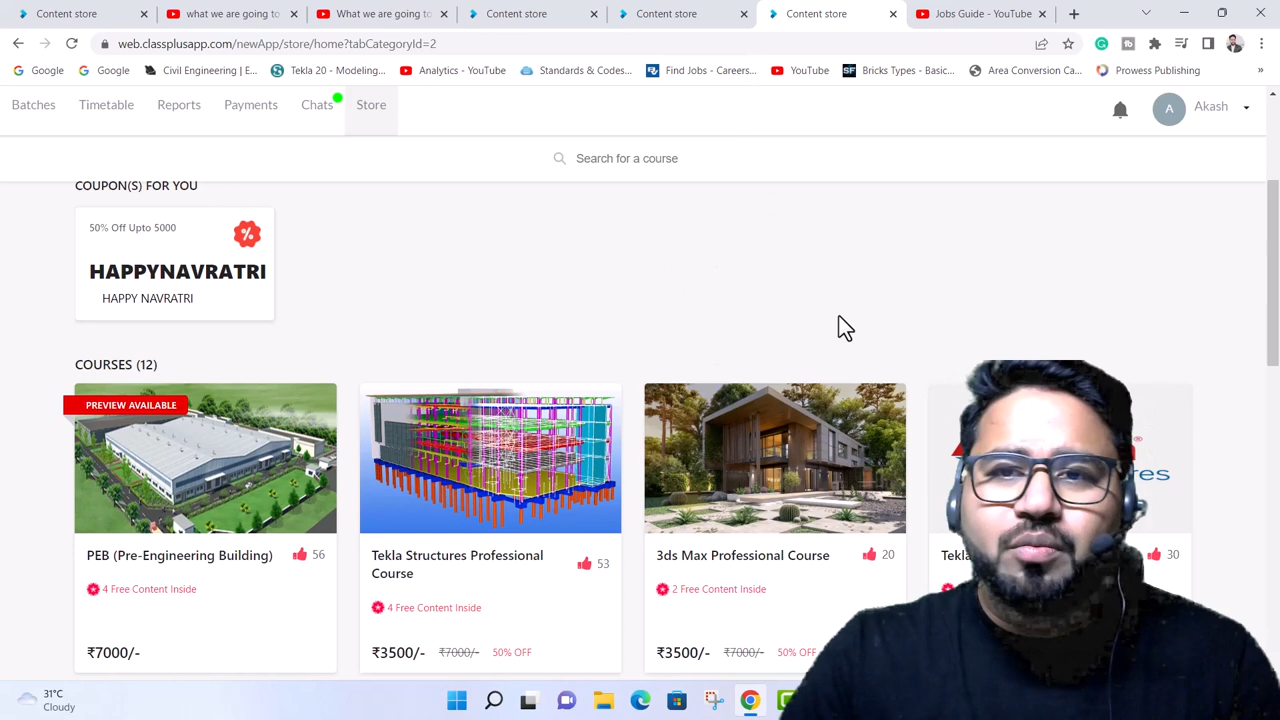 Content store
what we are going to
What we are going to
Content store
Content store
Content store
Jobs Guide - YouTube
web.classplusapp.com/newApp/store/home?tabCategoryId=2
Google
Google
Civil Engineering | E...
Tekla 20 - Modeling...
Analytics - YouTube
Standards & Codes...
Find Jobs - Careers...
YouTube
Bricks Types - Basic...
Area Conversion Ca...
Prowess Publishing
Batches
Timetable
Reports
Payments
Chats
Store
A
Akash
Search for a course
COUPON(S) FOR YOU
50% Off Upto 5000
%
HAPPYNAVRATRI
HAPPY NAVRATRI
COURSES (12)
PREVIEW AVAILABLE
PEB (Pre-Engineering Building)
56
4 Free Content Inside
₹7000/-
Tekla Structures Professional
Course
53
4 Free Content Inside
₹3500/- ₹7000/- 50% OFF
3ds Max Professional Course
20
2 Free Content Inside
₹3500/- ₹7000/- 50% OFF
30
31°C
Cloudy